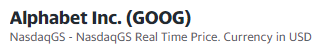 Alphabet Inc. (GOOG)
NasdaqGS - NasdaqGS Real Time Price. Currency in USD